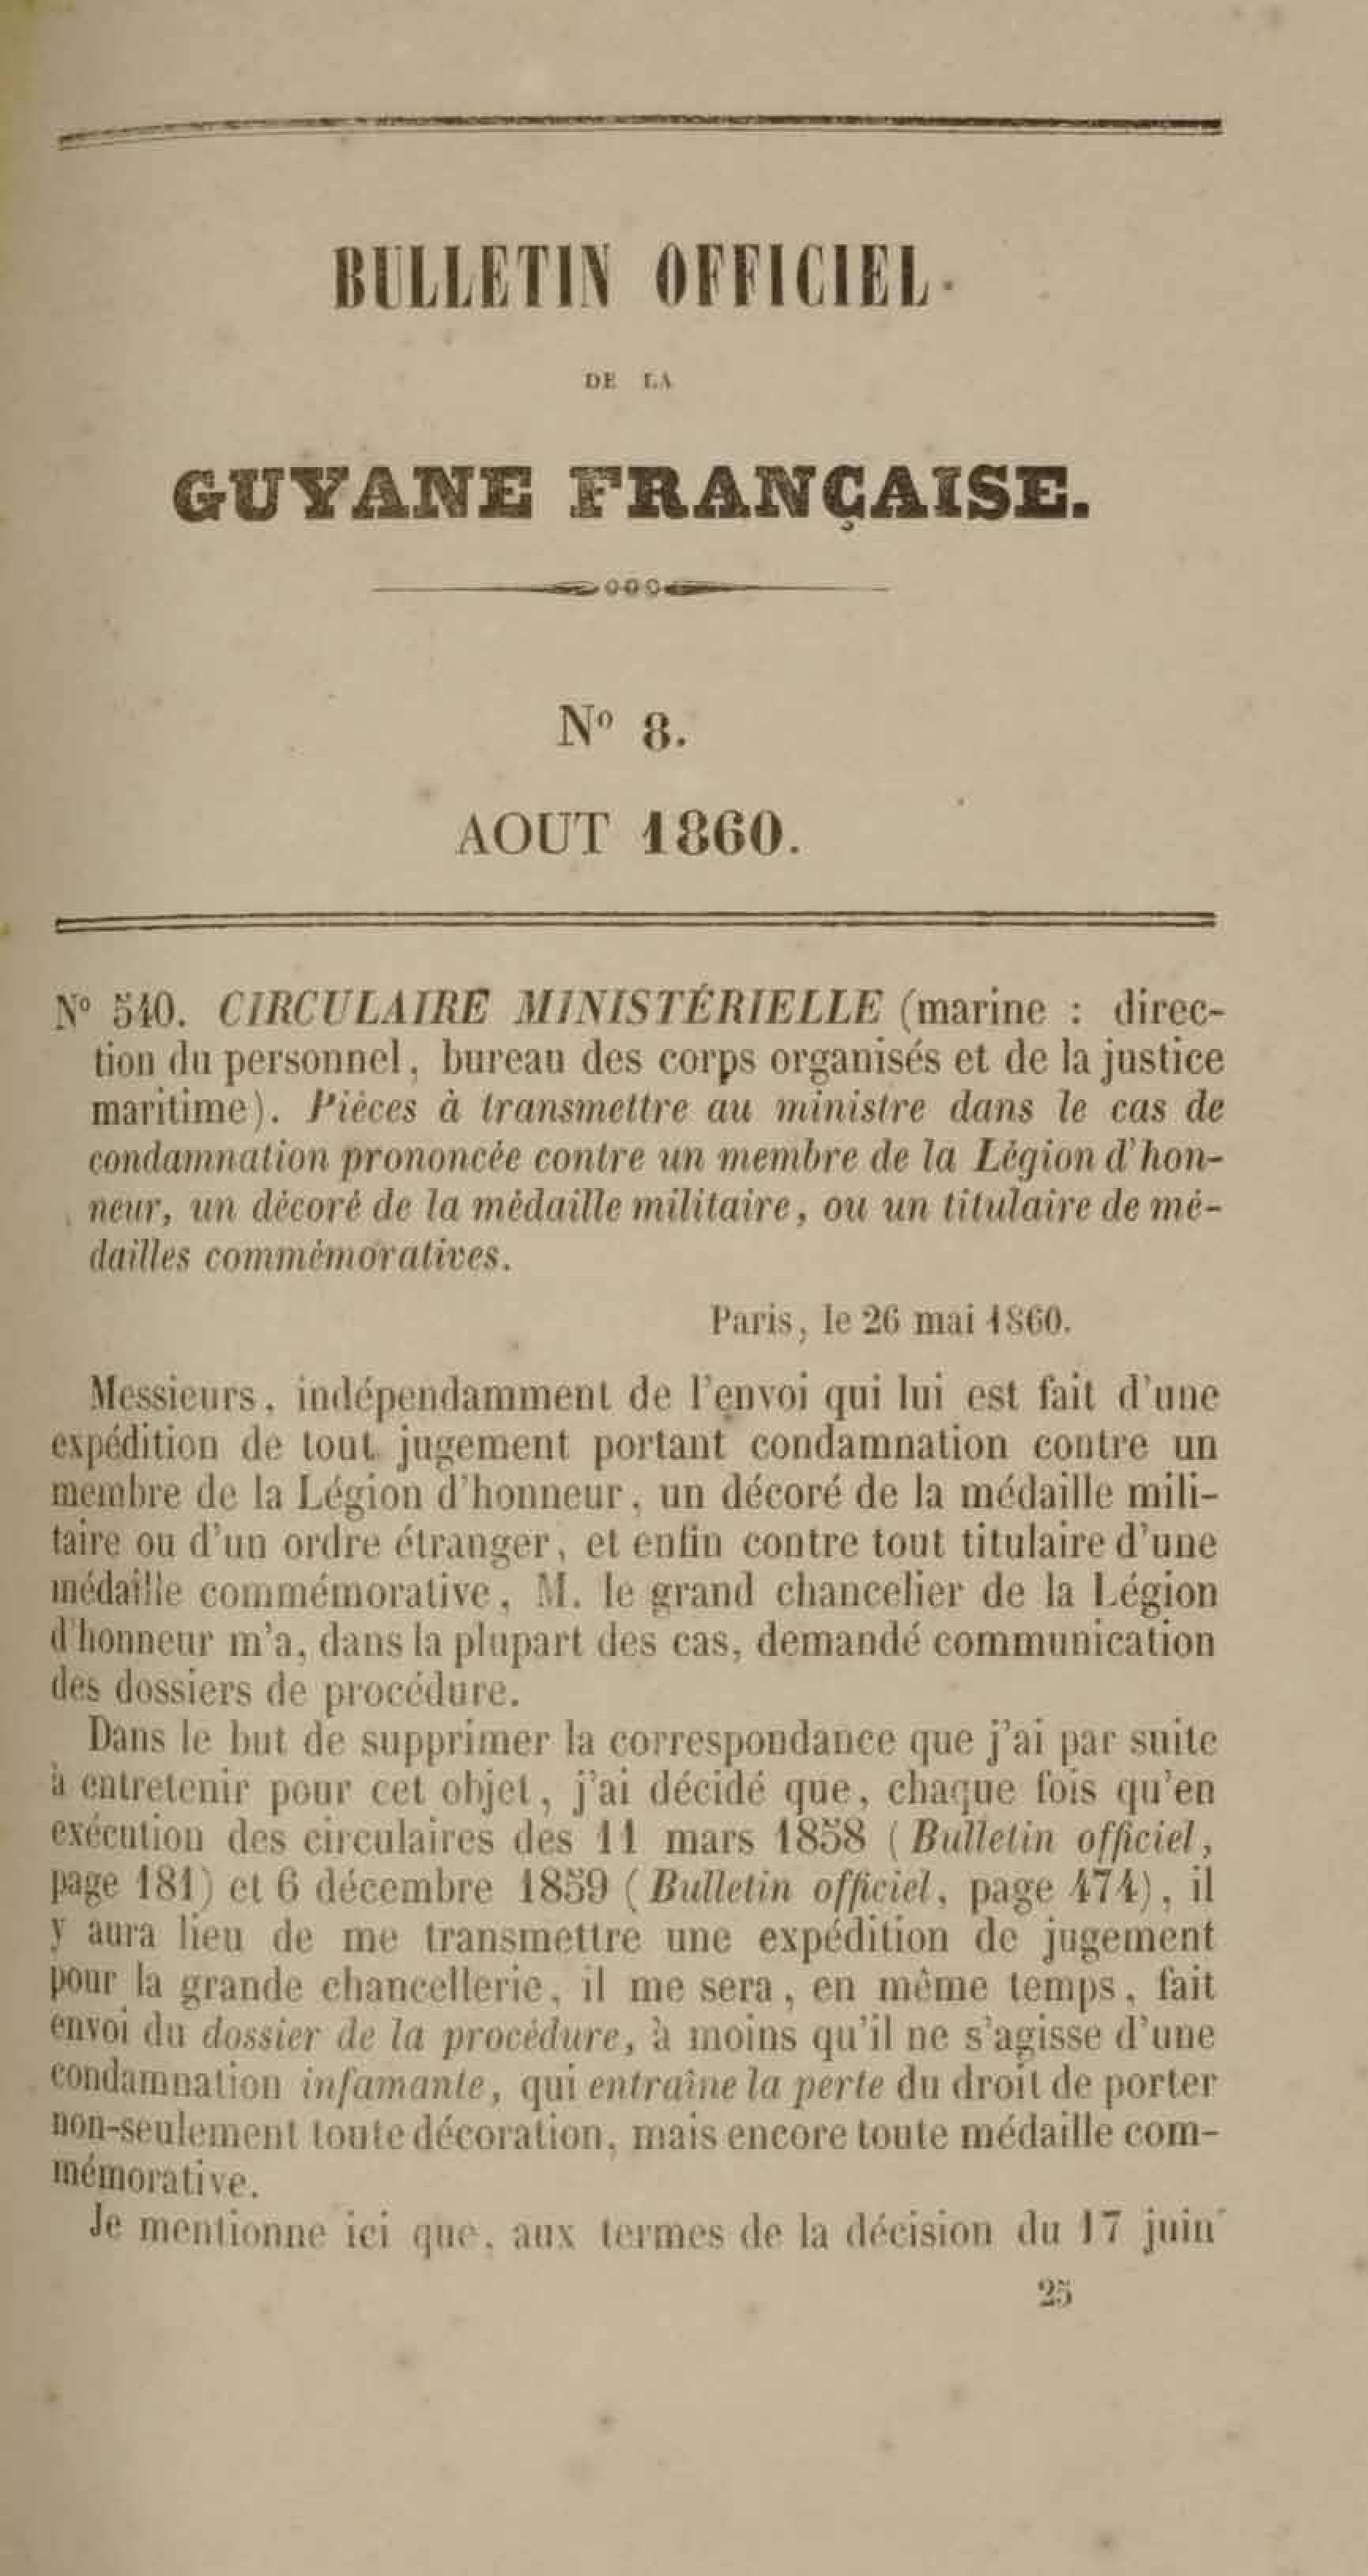 BULLETIN OFFICIEL
DE LA
GUYANE FRANÇAISE.
N° 8.
AOUT 1860.
N° 540. CIRCULAIRE MINISTÉRIELLE (marine : direc-
tion du personnel, bureau des corps organisés et de la justice
maritime). Pièces à transmettre au ministre dans le cas de
condamnation prononcée contre un membre de la Légion d'hon-
neur, un décoré de la médaille militaire, ou un titulaire de mé-
dailles commémoratives.
Paris, le 26 mai 1860.
Messieurs, indépendamment de l'envoi qui lui est fait d'une
expédition de tout jugement portant condamnation contre un
membre de la Légion d'honneur, un décoré de la médaille mili-
taire ou d'un ordre étranger, et enfin contre tout titulaire d'une
médaille commémorative, M. le grand chancelier de la Légion
d'honneur m'a, dans la plupart des cas, demandé communication
des dossiers de procédure.
Dans le but de supprimer la correspondance que j'ai par suite
à entretenir pour cet objet, j'ai décidé que, chaque fois qu'en
exécution des circulaires des 11 mars 1858 (Bulletin officiel,
page 181) et 6 décembre 1859 (Bulletin officiel, page 474), il
y aura lieu de me transmettre une expédition de jugement
pour la grande chancellerie, il me sera, en même temps, fait
envoi du dossier de la procédure, à moins qu'il ne s'agisse d'une
condamnation infamante, qui entraîne la perte du droit de porter
non-seulement toute décoration, mais encore toute médaille com-
mémorative.
Je mentionne ici que, aux termes de la décision du 17 juin
25